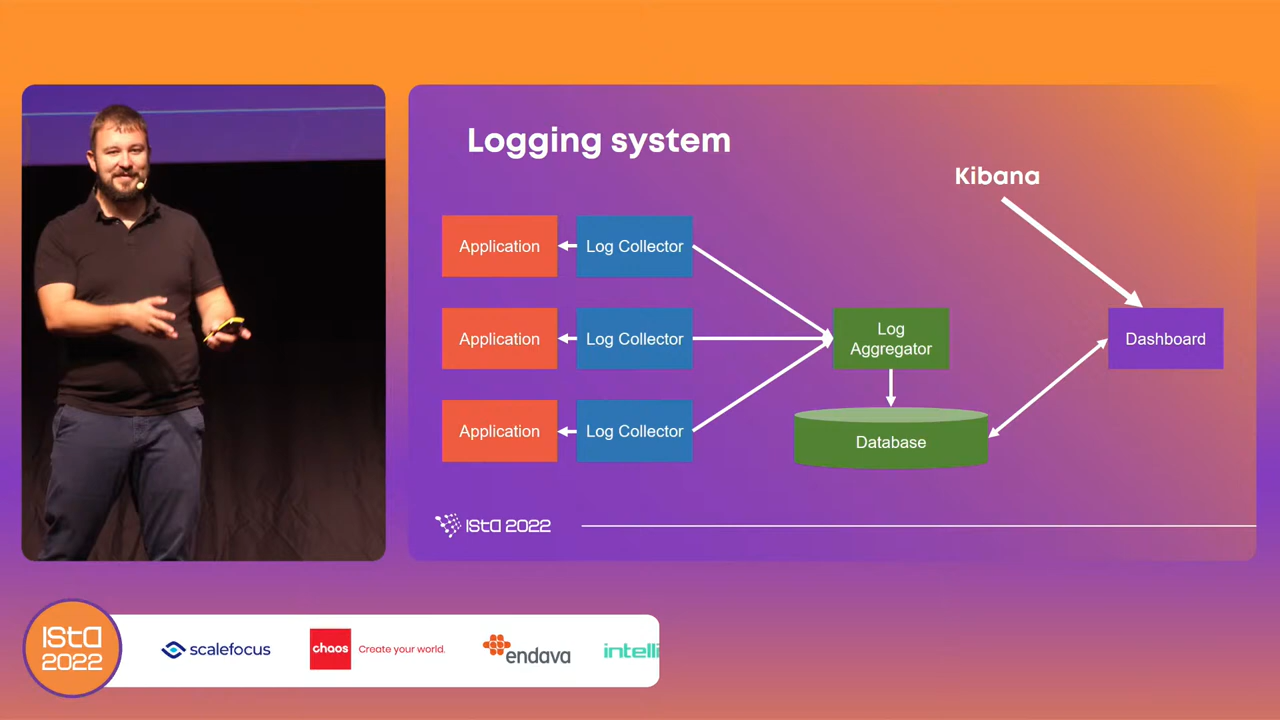 Logging system
Kibana
Application
Log Collector
Application
Log Collector
Log
Aggregator
Dashboard
Application
Log Collector
Database
ISTA 2022
ISTA
2022
scalefocus
chaos
Create your world.
endava
intelli